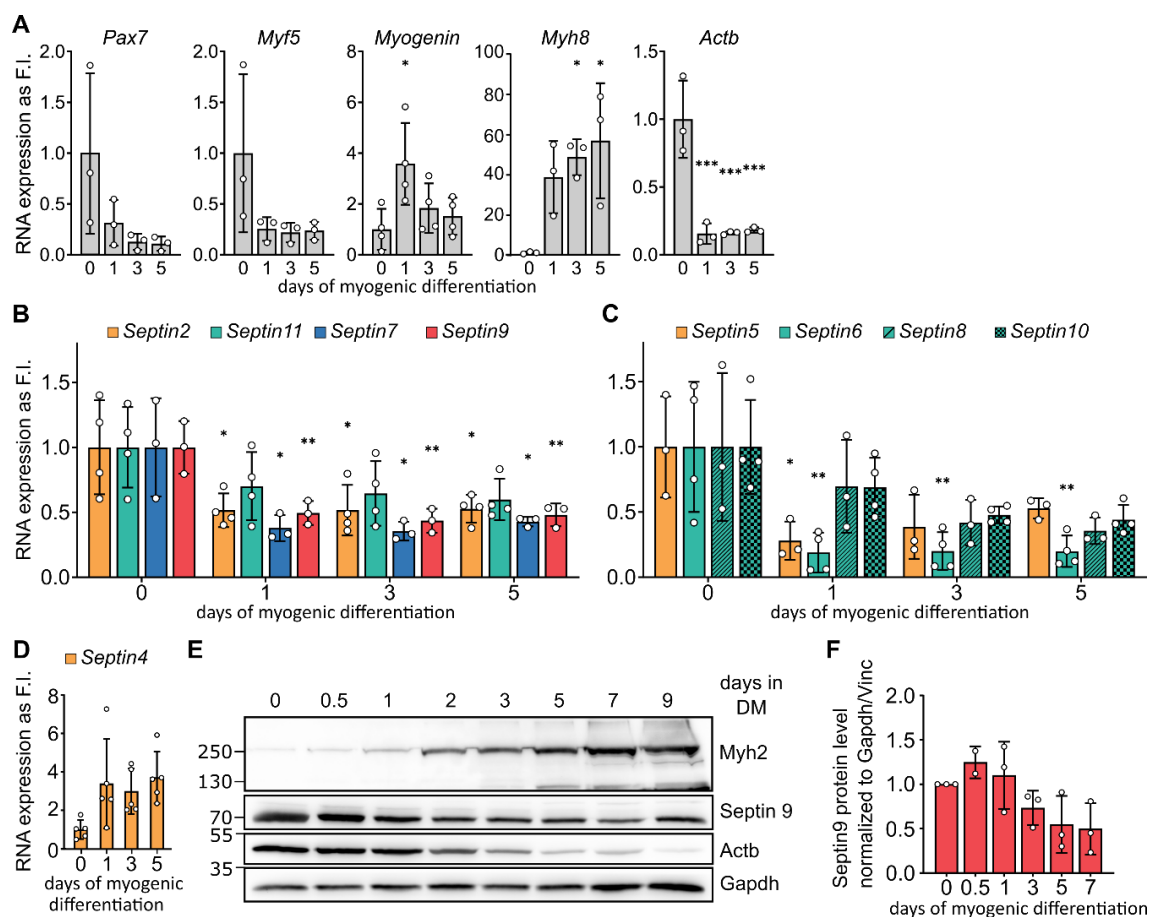 A
Pax7 Myf5 Myogenin Myh8 Actb
RNA expression as F.I.
2.0 2.0 8 100 * * 2.0
*
80
1.5 1.5 6 1.5
60
1.0 1.0 4 1.0
*** *** ***
40
0.5 0.5 2 0.5
20
0.0 0.0 0 0 0.0
0 1 3 5 0 1 3 5 0 1 3 5 0 1 3 5 0 1 3 5
days of myogenic differentiation
B
Septin2 Septin11 Septin7 Septin9
RNA expression as F.I.
1.5
1.0
* * ** * * ** * * **
0.5
0.0
0 1 3 5
days of myogenic differentiation
C
Septin5 Septin6 Septin8 Septin10
1.5
1.0
* ** ** **
0.5
0.0
0 1 3 5
days of myogenic differentiation
D
Septin4
RNA expression as F.I.
8
6
4
2
0
0 1 3 5
days of myogenic
differentiation
E
0 0.5 1 2 3 5 7 9 days in
DM
250 Myh2
130
70 Septin 9
55
Actb
35
Gapdh
F
Septin9 protein level
normalized to Gapdh/Vinc
2.0
1.5
1.0
0.5
0.0
0 0.5 1 3 5 7
days of myogenic differentiation